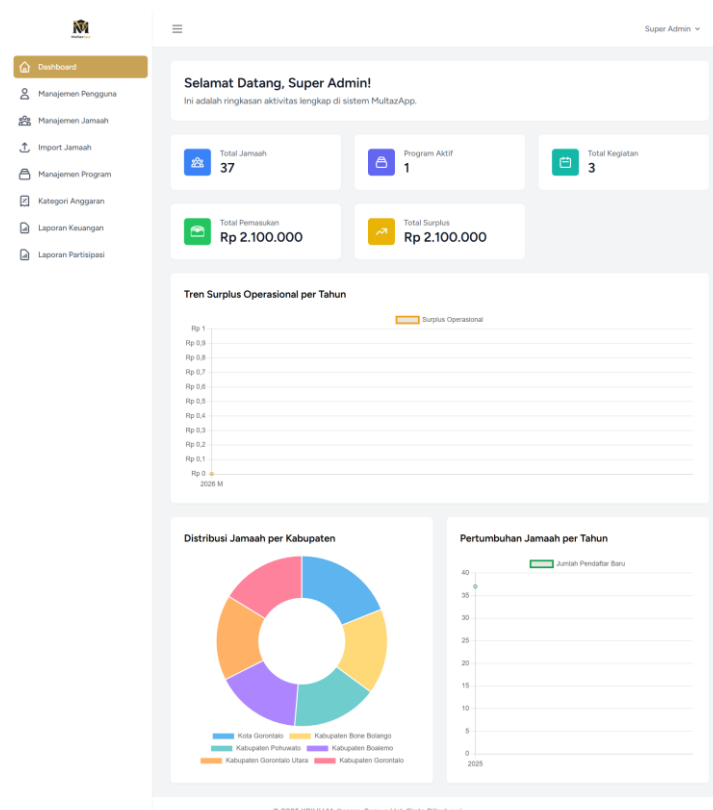 Super Admin
Dashboard
Manajemen Pengguna
Manajemen Jamaah
Import Jamaah
Manajemen Program
Kategori Anggaran
Laporan Keuangan
Laporan Partisipasi
Selamat Datang, Super Admin!
Ini adalah ringkasan aktivitas lengkap di sistem MultazApp.
Total Jamaah
37
Program Aktif
1
Total Kegiatan
3
Total Pemasukan
Rp 2.100.000
Total Surplus
Rp 2.100.000
Tren Surplus Operasional per Tahun
Surplus Operasional
Rp 1
Rp 0,9
Rp 0,8
Rp 0,7
Rp 0,6
Rp 0,5
Rp 0,4
Rp 0,3
Rp 0,2
Rp 0,1
Rp 0
2026 M
Distribusi Jamaah per Kabupaten
Kota Gorontalo Kabupaten Bone Bolango
Kabupaten Pohuwato Kabupaten Boalemo
Kabupaten Gorontalo Utara Kabupaten Gorontalo
Pertumbuhan Jamaah per Tahun
Jumlah Pendaftar Baru
40
35
30
25
20
15
10
5
0
2025